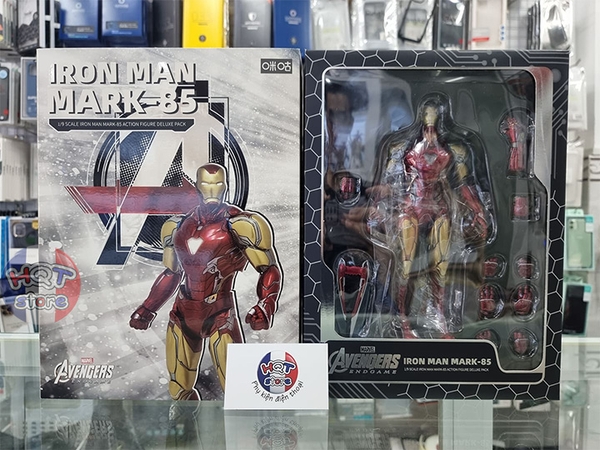 IRON MAN
MARK-85
1/9 SCALE IRON MAN MARK-85 ACTION FIGURE DELUXE PACK
咪咕
HQT
store
MARVEL
AVENGERS
HQT
store
Phụ kiện điện thoại
MARVEL
AVENGERS
ENDGAME
IRON MAN MARK-85
1/9 SCALE IRON MAN MARK-85 ACTION FIGURE DELUXE PACK